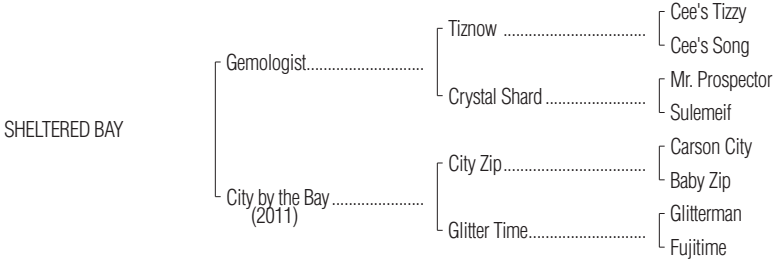 Cee's Tizzy
Tiznow ................................
Cee's Song
Gemologist..........................
Mr. Prospector
Crystal Shard ......................
Sulemeif
SHELTERED BAY
Carson City
City Zip................................
Baby Zip
City by the Bay .....................
(2011)
Glitterman
Glitter Time..........................
Fujitime